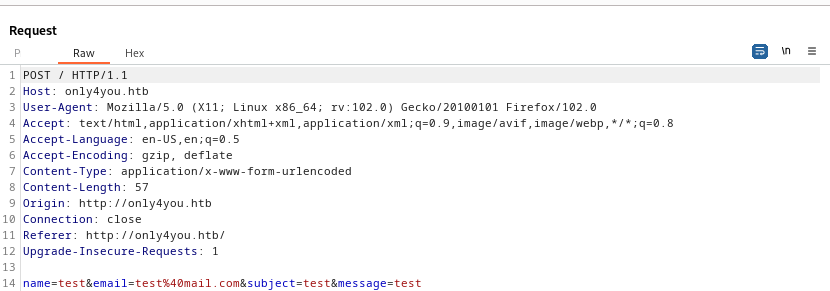 Request
P Raw Hex \n
1 POST / HTTP/1.1
2 Host: only4you.htb
3 User-Agent: Mozilla/5.0 (X11; Linux x86_64; rv:102.0) Gecko/20100101 Firefox/102.0
4 Accept: text/html,application/xhtml+xml,application/xml;q=0.9,image/avif,image/webp,*/*;q=0.8
5 Accept-Language: en-US,en;q=0.5
6 Accept-Encoding: gzip, deflate
7 Content-Type: application/x-www-form-urlencoded
8 Content-Length: 57
9 Origin: http://only4you.htb
10 Connection: close
11 Referer: http://only4you.htb/
12 Upgrade-Insecure-Requests: 1
13
14 name=test&email=test%40mail.com&subject=test&message=test